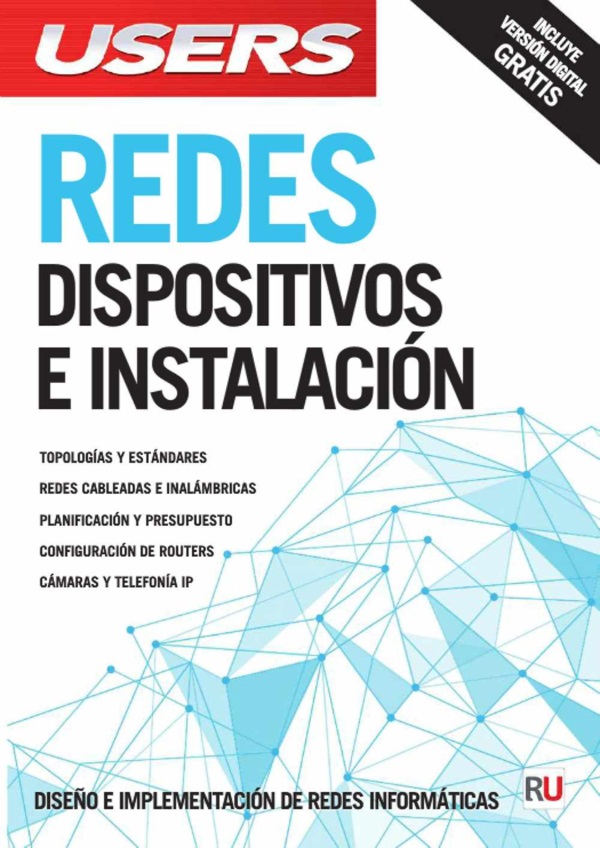 USERS
INCLUYE
VERSIÓN DIGITAL
GRATIS
REDES
DISPOSITIVOS
E INSTALACIÓN
TOPOLOGÍAS Y ESTÁNDARES
REDES CABLEADAS E INALÁMBRICAS
PLANIFICACIÓN Y PRESUPUESTO
CONFIGURACIÓN DE ROUTERS
CÁMARAS Y TELEFONÍA IP
DISEÑO E IMPLEMENTACIÓN DE REDES INFORMÁTICAS
RU